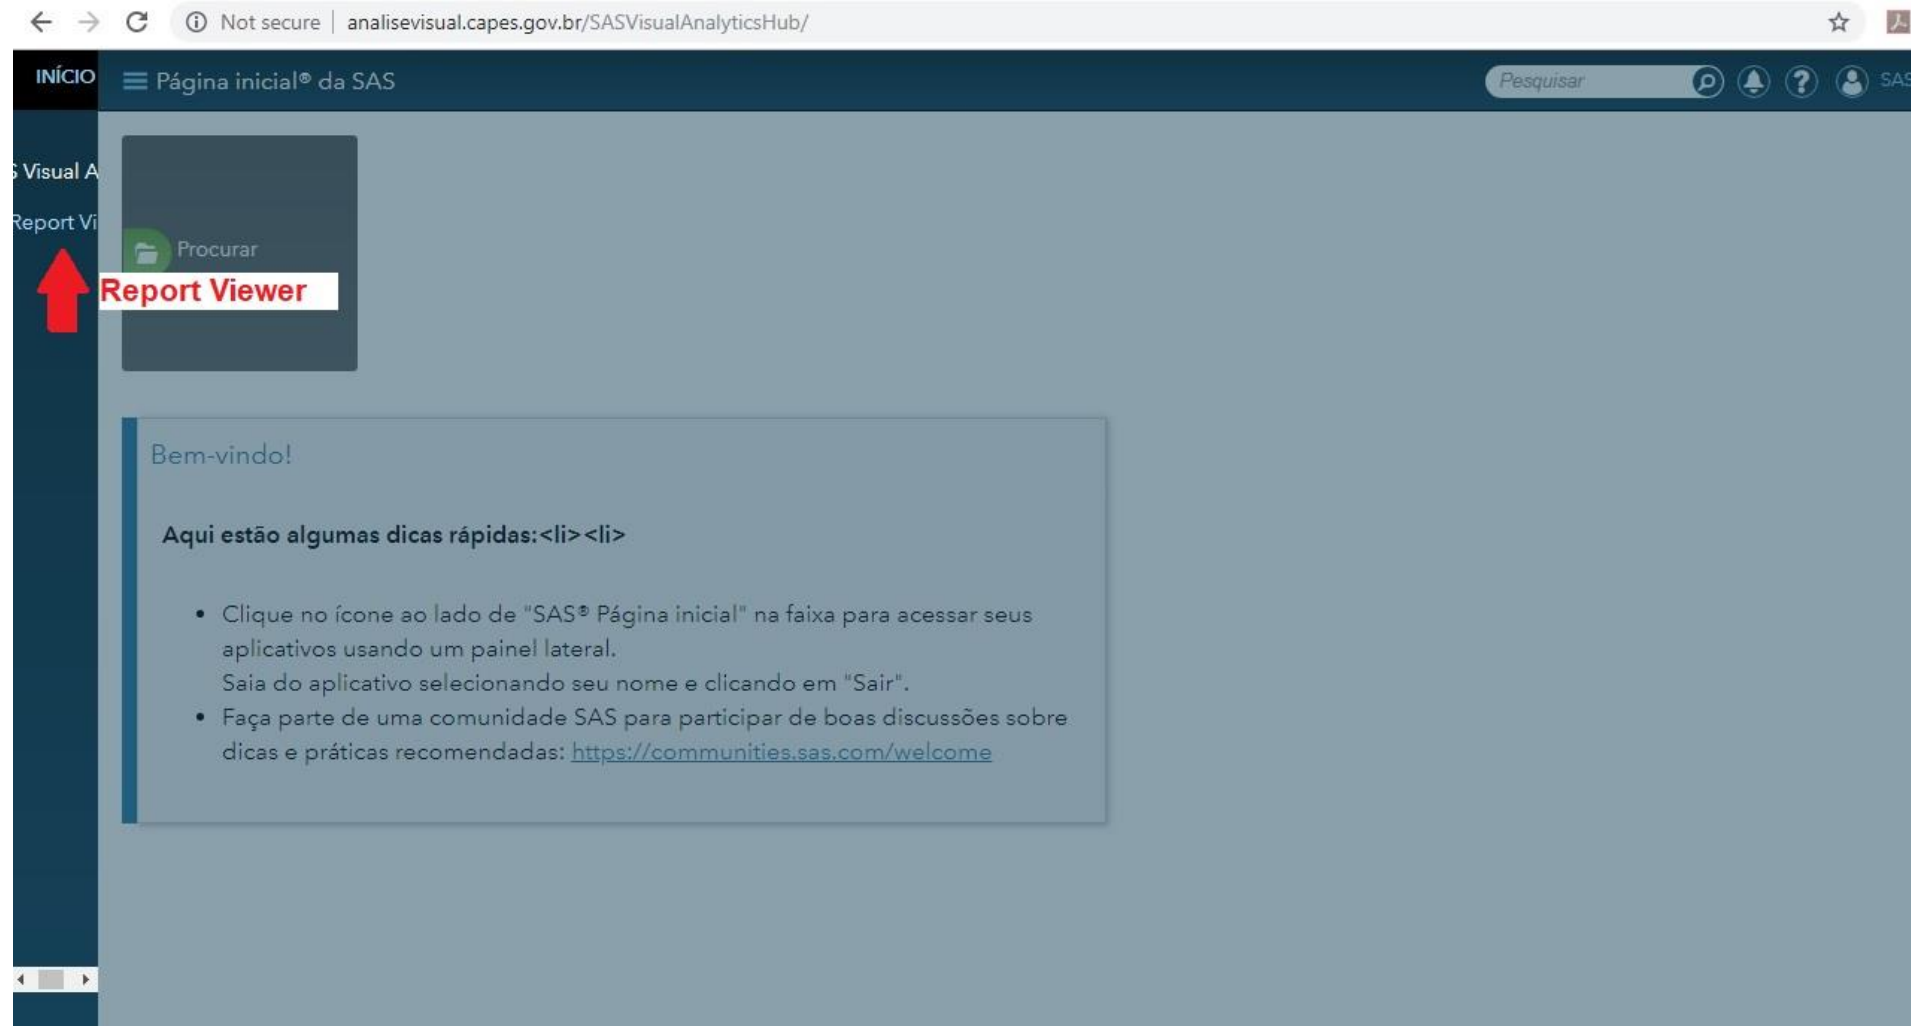 Not secure | analisevisual.capes.gov.br/SASVisualAnalyticsHub/
INÍCIO
Página inicial® da SAS
Pesquisar
SAS
S Visual A
Report Vi
Procurar
Report Viewer
Bem-vindo!
Aqui estão algumas dicas rápidas:<li><li>
• Clique no ícone ao lado de "SAS® Página inicial" na faixa para acessar seus
aplicativos usando um painel lateral.
Saia do aplicativo selecionando seu nome e clicando em "Sair".
• Faça parte de uma comunidade SAS para participar de boas discussões sobre
dicas e práticas recomendadas: https://communities.sas.com/welcome